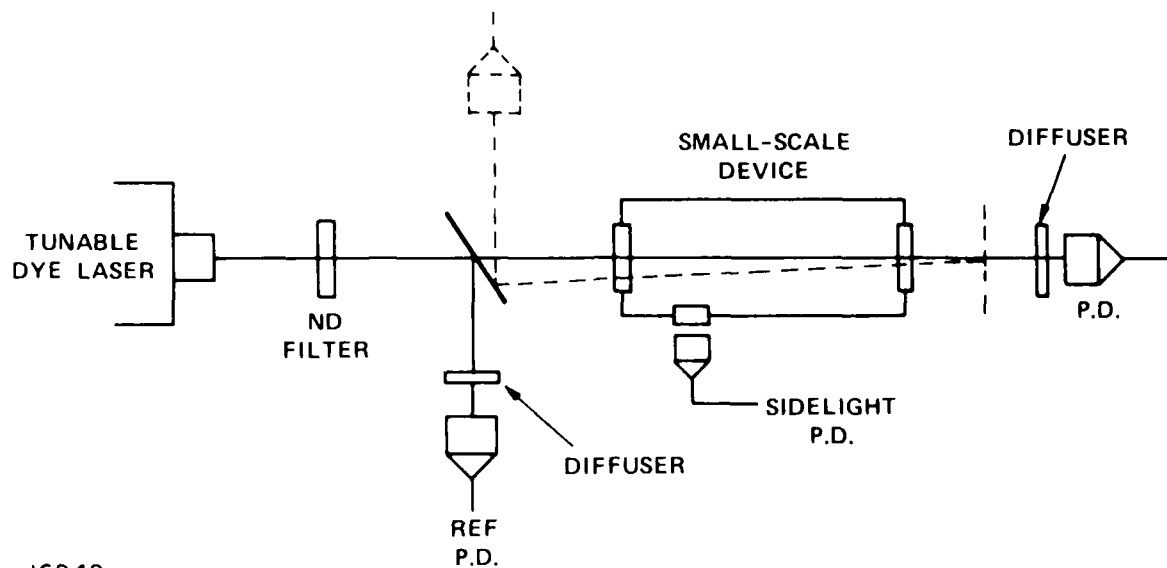 SMALL-SCALE
DEVICE
DIFFUSER
TUNABLE
DYE LASER
ND
FILTER
P.D.
SIDELIGHT
P.D.
DIFFUSER
REF
P.D.